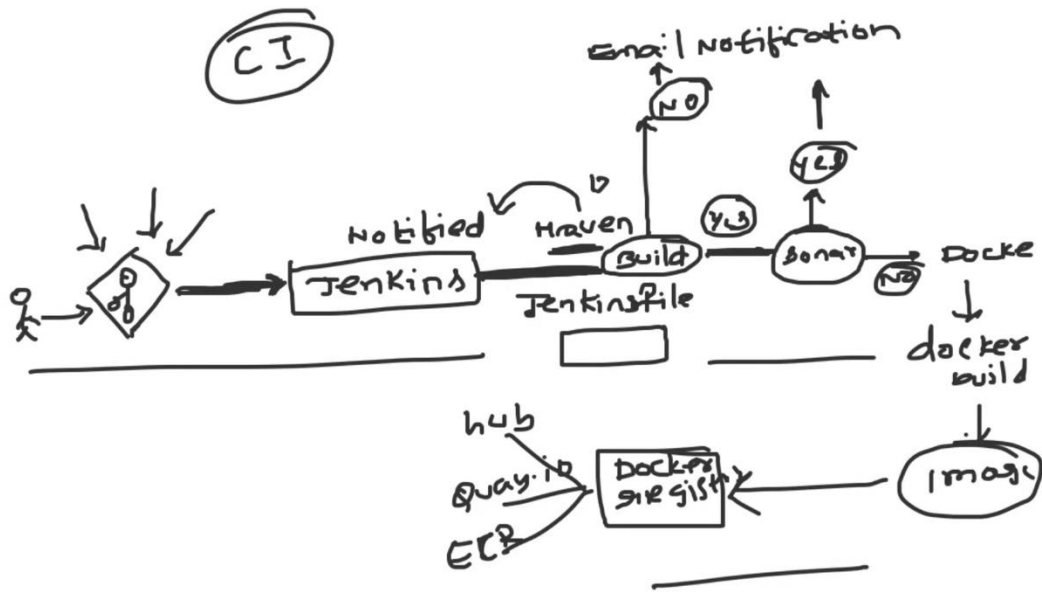 CI
Email Notification
NO
YES
Notified
Maven
Yes
Jenkins
Build
Sonar
NO
Docke
Jenkinsfile
docker
build
hub
Quay.io
ECR
Docker
registry
Image